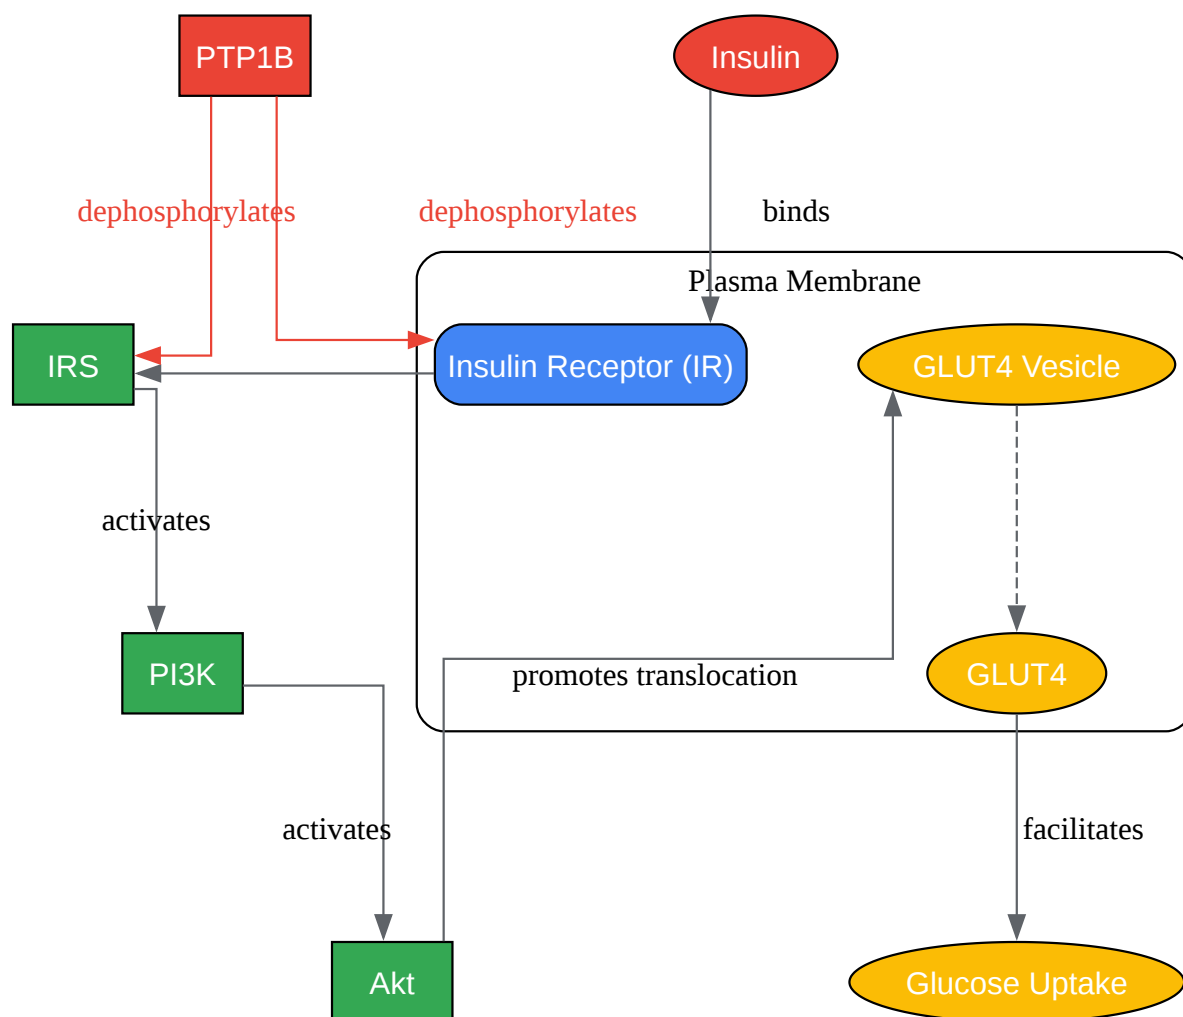 PTP1B
Insulin
dephosphorylates
dephosphorylates
binds
Plasma Membrane
IRS
Insulin Receptor (IR)
GLUT4 Vesicle
activates
PI3K
promotes translocation
GLUT4
activates
facilitates
Akt
Glucose Uptake